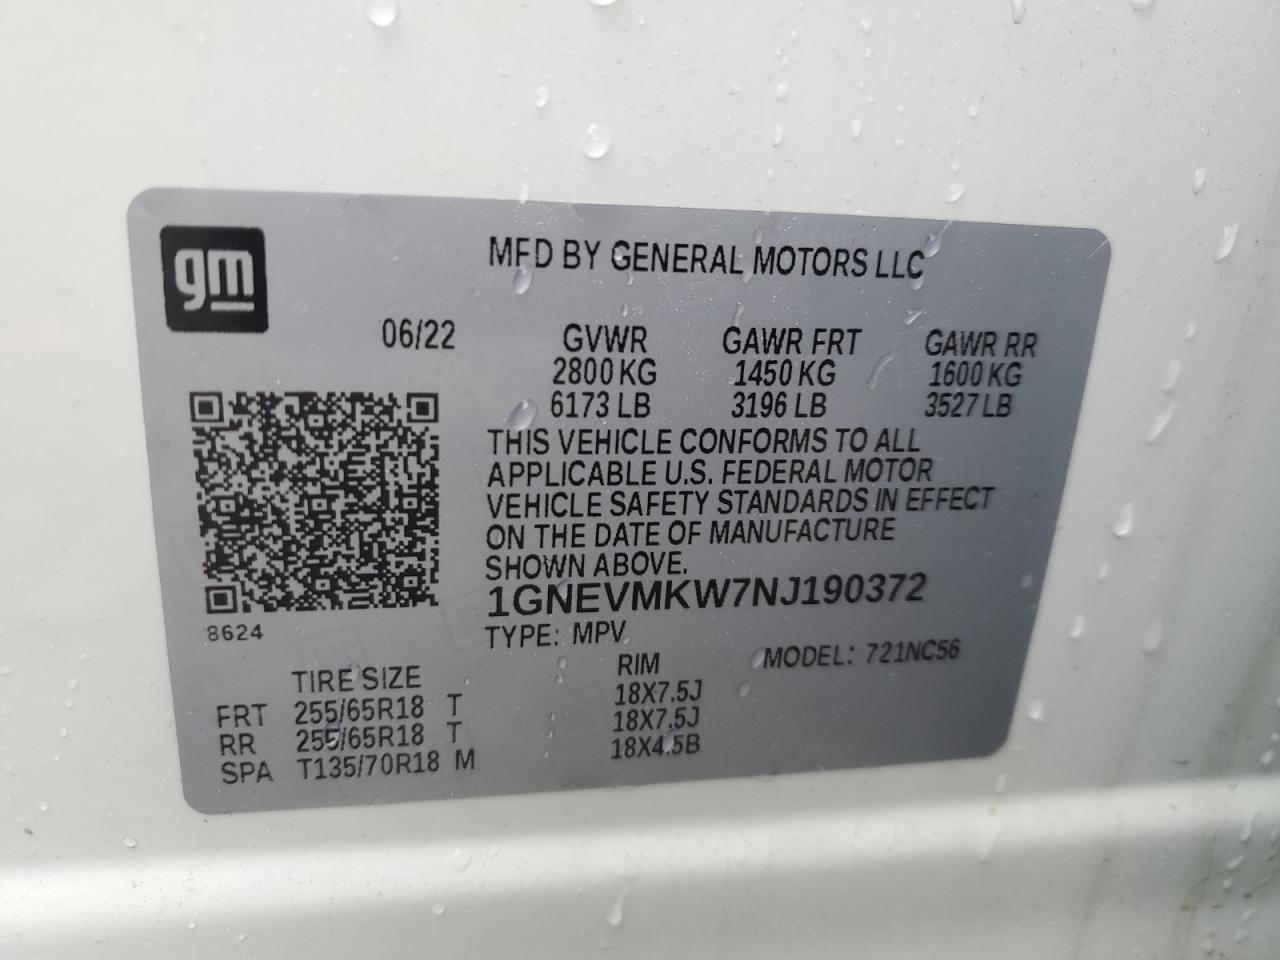 gm
MFD BY GENERAL MOTORS LLC
06/22
GVWR GAWR FRT GAWR RR
2800 KG 1450 KG 1600 KG
6173 LB 3196 LB 3527 LB
THIS VEHICLE CONFORMS TO ALL
APPLICABLE U.S. FEDERAL MOTOR
VEHICLE SAFETY STANDARDS IN EFFECT
ON THE DATE OF MANUFACTURE
SHOWN ABOVE.
1GNEVMKW7NJ190372
8624
TYPE: MPV
MODEL: 721NC56
TIRE SIZE RIM
FRT 255/65R18 T 18X7.5J
RR 255/65R18 T 18X7.5J
SPA T135/70R18 M 18X4.5B